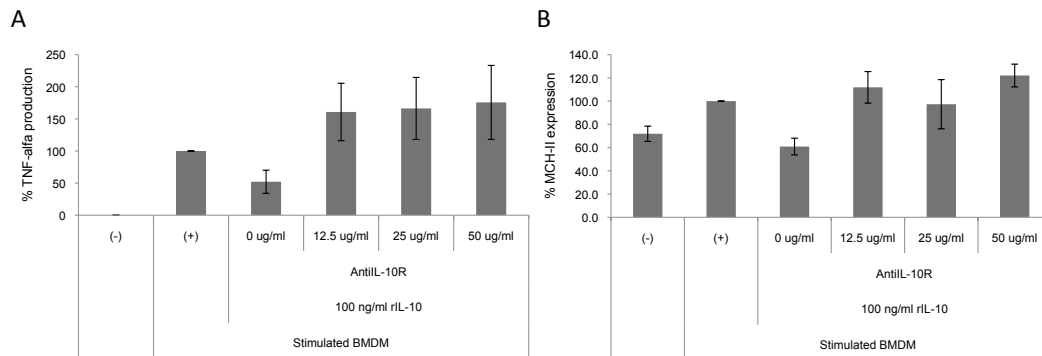 A
% TNF-alfa production
250
200
150
100
50
0
(-)
(+)
0 ug/ml
12.5 ug/ml
25 ug/ml
50 ug/ml
AntiIL-10R
100 ng/ml rIL-10
Stimulated BMDM
B
% MCH-II expression
140.0
120.0
100.0
80.0
60.0
40.0
20.0
0.0
(-)
(+)
0 ug/ml
12.5 ug/ml
25 ug/ml
50 ug/ml
AntiIL-10R
100 ng/ml rIL-10
Stimulated BMDM